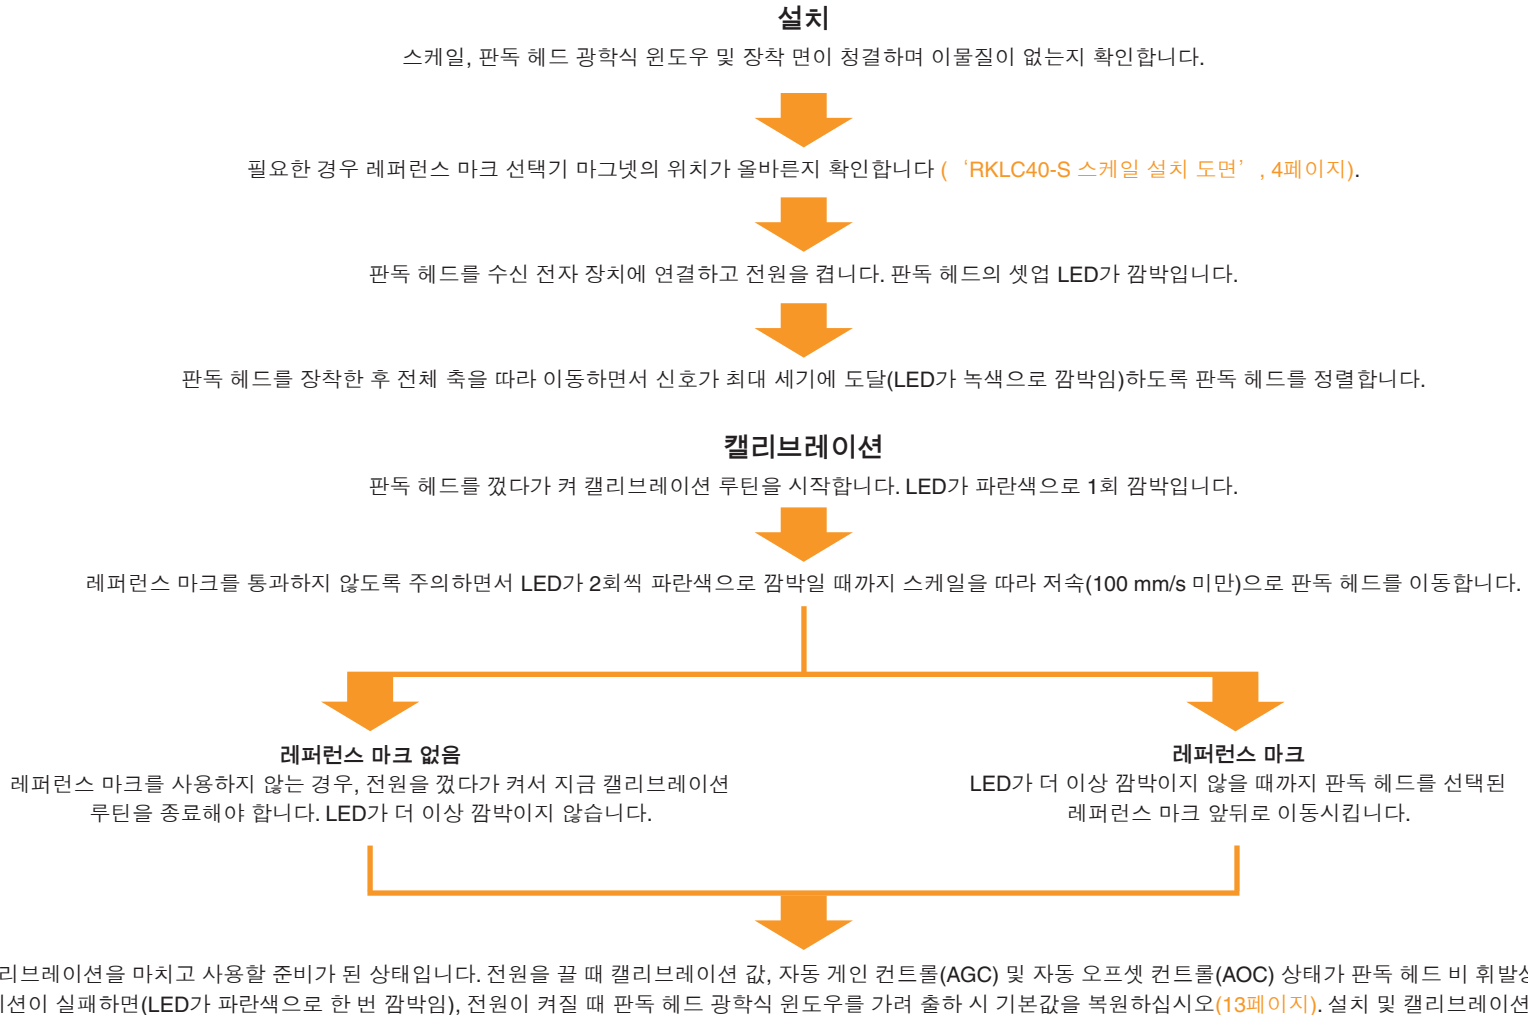 설치
스케일, 판독 헤드 광학식 윈도우 및 장착 면이 청결하며 이물질이 없는지 확인합니다.
필요한 경우 레퍼런스 마크 선택기 마그넷의 위치가 올바른지 확인합니다 ( ‘RKLC40-S 스케일 설치 도면’ , 4페이지).
판독 헤드를 수신 전자 장치에 연결하고 전원을 켭니다. 판독 헤드의 셋업 LED가 깜박입니다.
판독 헤드를 장착한 후 전체 축을 따라 이동하면서 신호가 최대 세기에 도달(LED가 녹색으로 깜박임)하도록 판독 헤드를 정렬합니다.
캘리브레이션
판독 헤드를 껐다가 켜 캘리브레이션 루틴을 시작합니다. LED가 파란색으로 1회 깜박입니다.
레퍼런스 마크를 통과하지 않도록 주의하면서 LED가 2회씩 파란색으로 깜박일 때까지 스케일을 따라 저속(100 mm/s 미만)으로 판독 헤드를 이동합니다.
레퍼런스 마크 없음
레퍼런스 마크를 사용하지 않는 경우, 전원을 껐다가 켜서 지금 캘리브레이션
루틴을 종료해야 합니다. LED가 더 이상 깜박이지 않습니다.
레퍼런스 마크
LED가 더 이상 깜박이지 않을 때까지 판독 헤드를 선택된
레퍼런스 마크 앞뒤로 이동시킵니다.
리브레이션을 마치고 사용할 준비가 된 상태입니다. 전원을 끌 때 캘리브레이션 값, 자동 게인 컨트롤(AGC) 및 자동 오프셋 컨트롤(AOC) 상태가 판독 헤드 비 휘발
이션이 실패하면(LED가 파란색으로 한 번 깜박임), 전원이 켜질 때 판독 헤드 광학식 윈도우를 가려 출하 시 기본값을 복원하십시오(13페이지). 설치 및 캘리브레이션